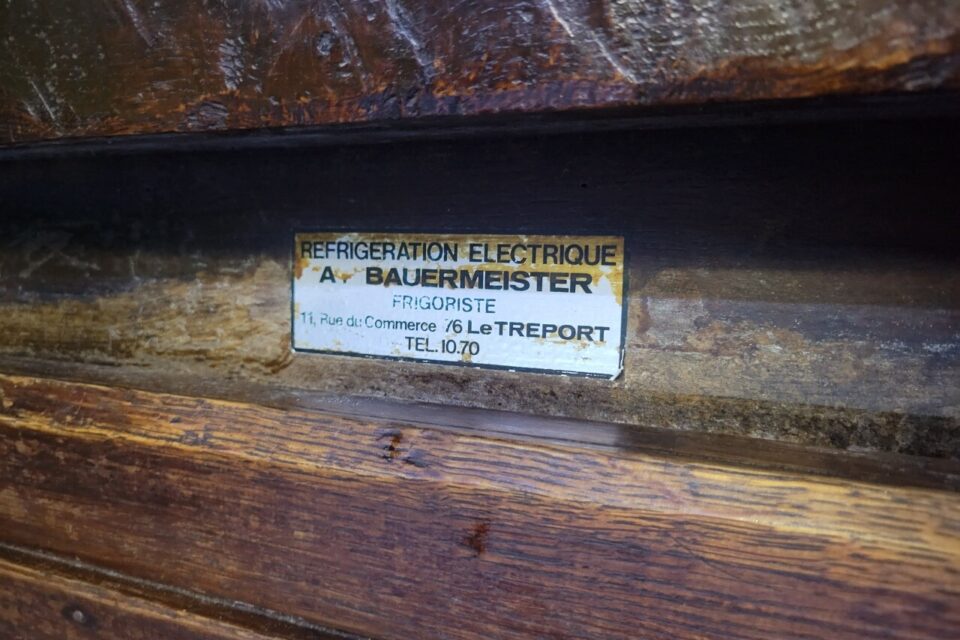 REFRIGERATION ELECTRIQUE
A. BAUERMEISTER
FRIGORISTE
11, Rue du Commerce 76 Le TREPORT
TEL. 10.70